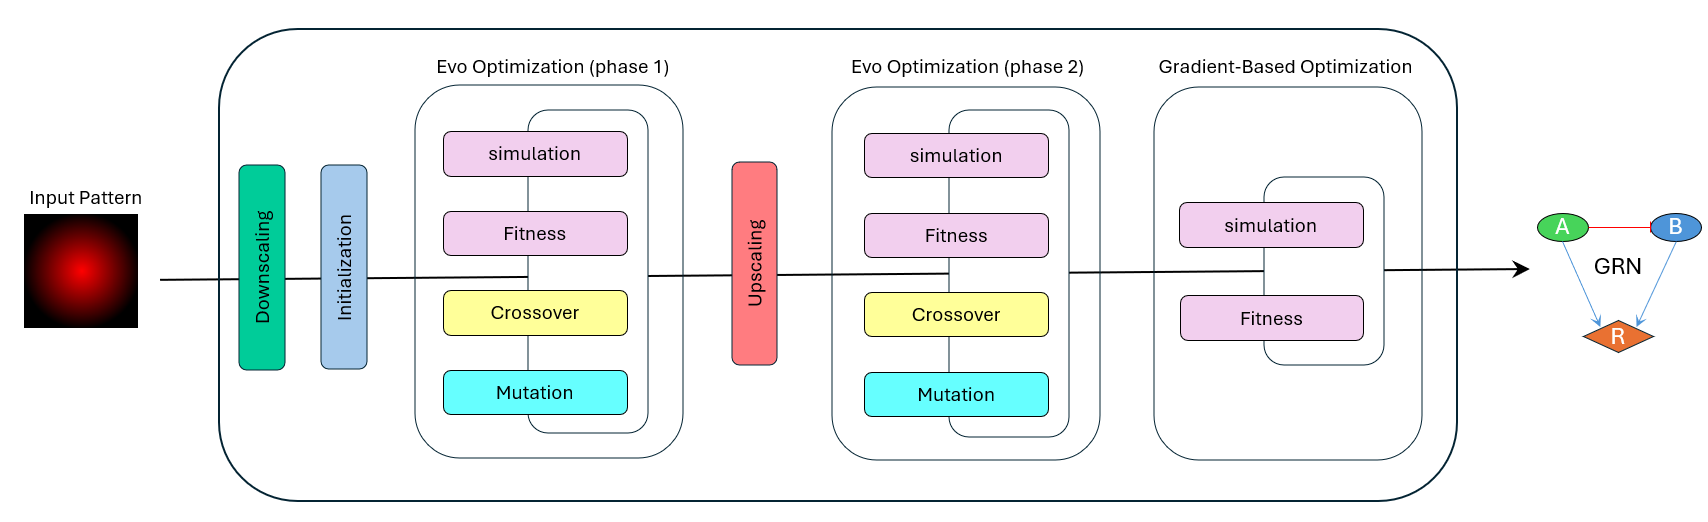 Input Pattern
Downscaling
Initialization
Evo Optimization (phase 1)
simulation
Fitness
Crossover
Mutation
Upscaling
Evo Optimization (phase 2)
simulation
Fitness
Crossover
Mutation
Gradient-Based Optimization
simulation
Fitness
A
B
GRN
R